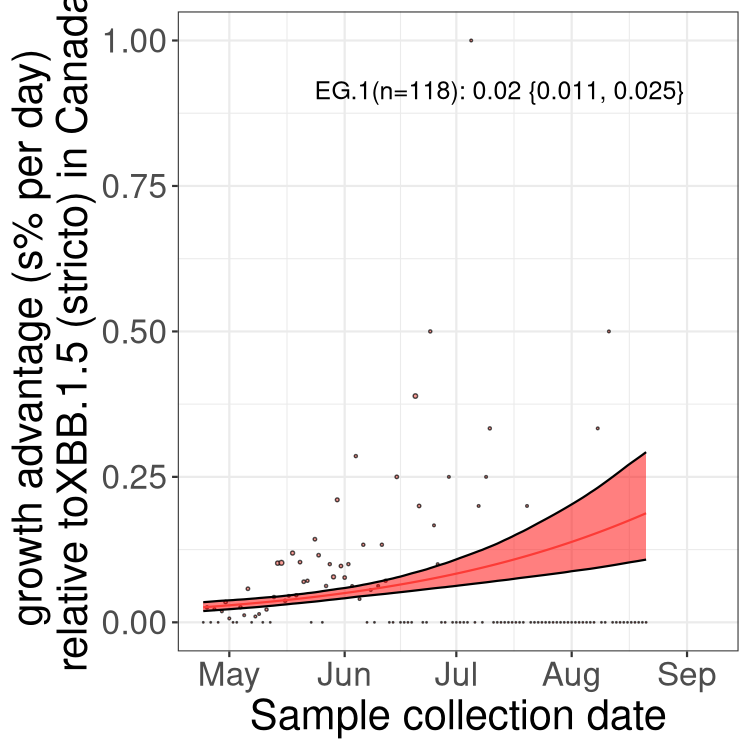 growth advantage (s% per day)
relative toXBB.1.5 (stricto) in Canada
1.00
0.75
0.50
0.25
0.00
EG.1(n=118): 0.02 {0.011, 0.025}
May Jun Jul Aug Sep
Sample collection date